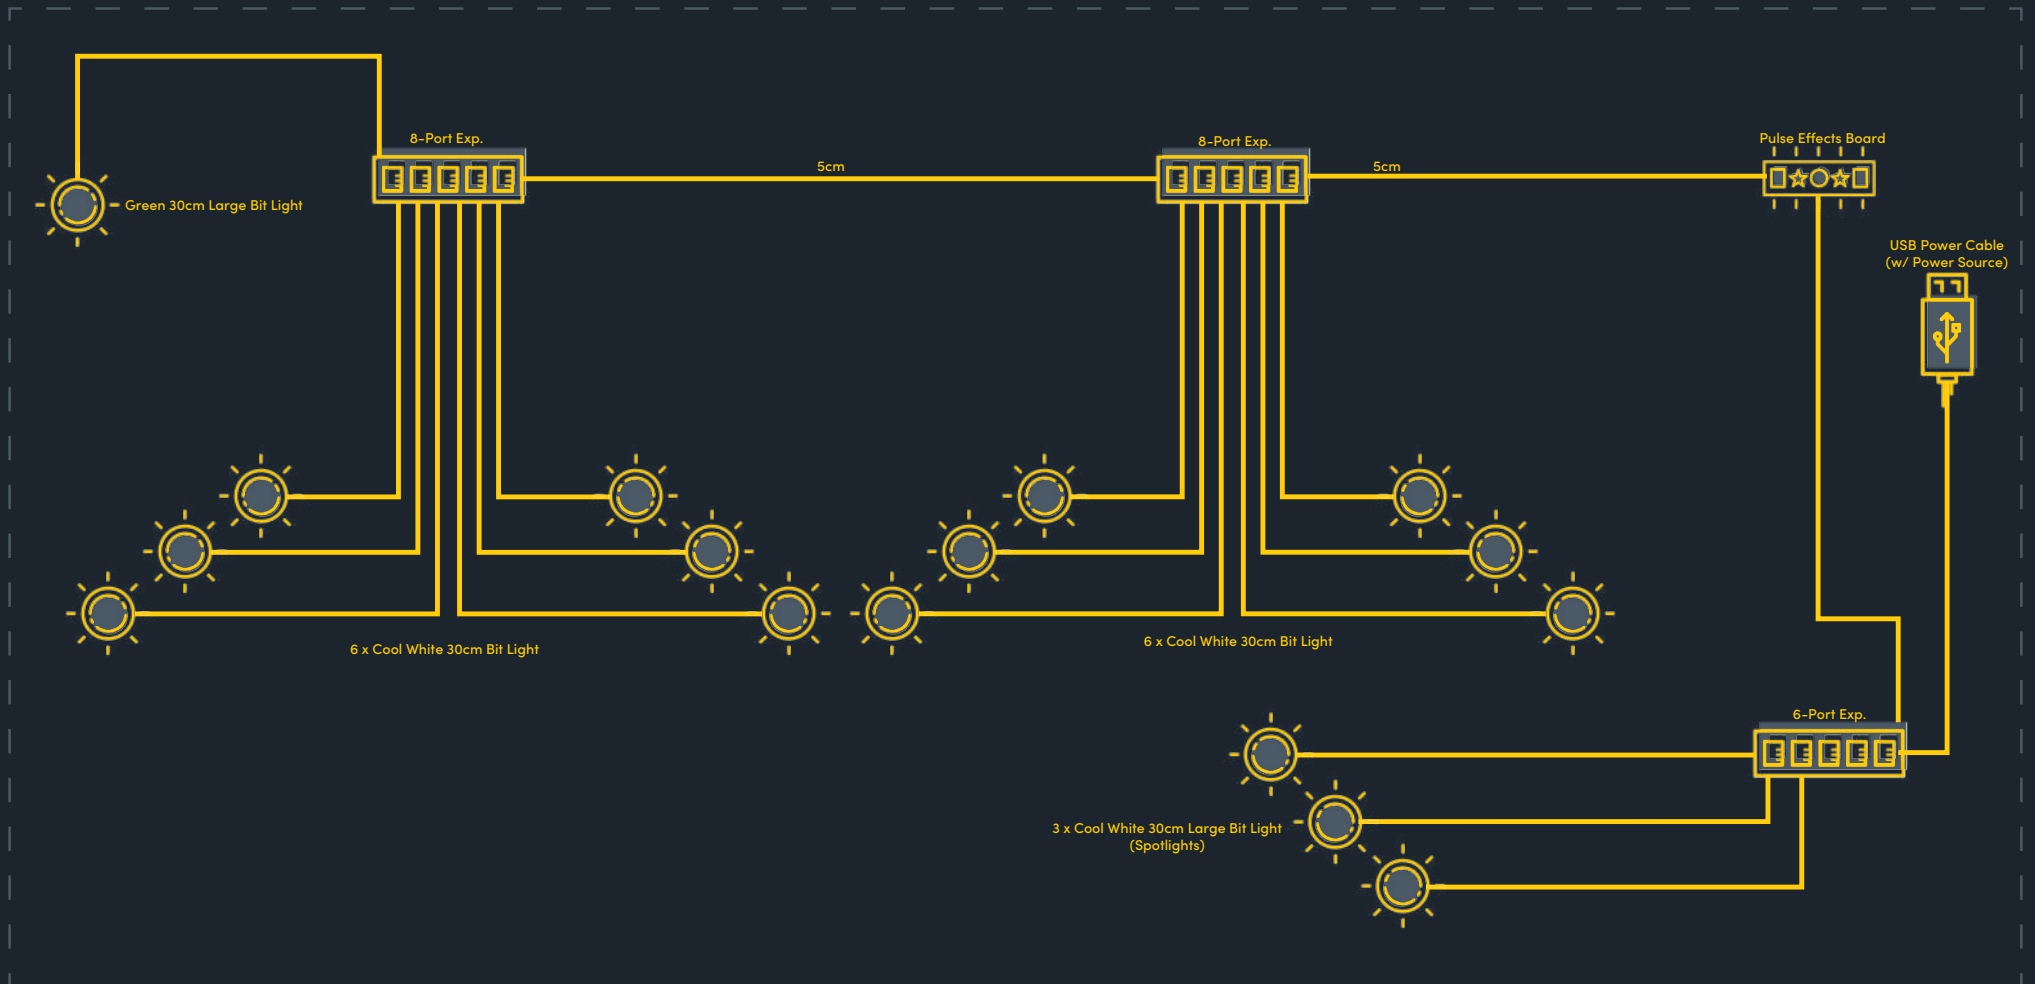 8-Port Exp.
8-Port Exp.
Pulse Effects Board
5cm
5cm
Green 30cm Large Bit Light
USB Power Cable
(w/ Power Source)
6 x Cool White 30cm Bit Light
6 x Cool White 30cm Bit Light
6-Port Exp.
3 x Cool White 30cm Large Bit Light
(Spotlights)